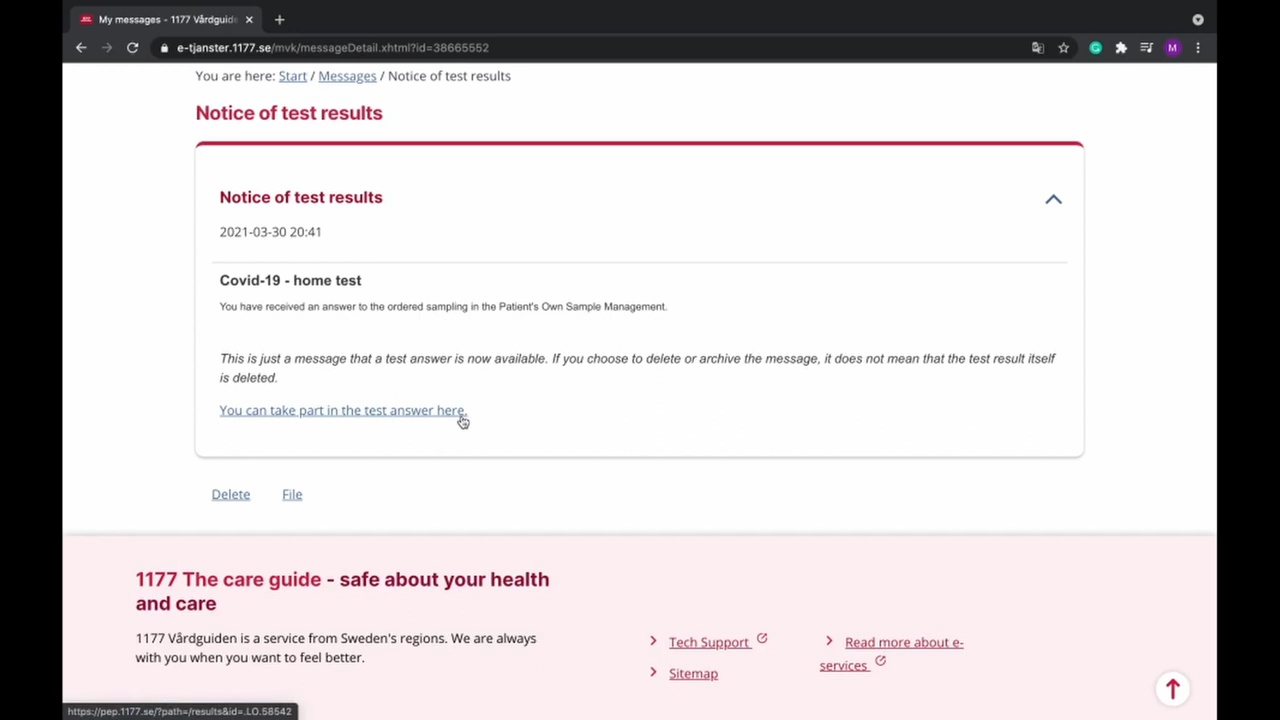 My messages - 1177 Vårdguide
e-tjanster.1177.se/mvk/messageDetail.xhtml?id=38665552
M
You are here: Start / Messages / Notice of test results
Notice of test results
Notice of test results
2021-03-30 20:41
Covid-19 - home test
You have received an answer to the ordered sampling in the Patient's Own Sample Management.
This is just a message that a test answer is now available. If you choose to delete or archive the message, it does not mean that the test result itself
is deleted.
You can take part in the test answer here.
Delete File
1177 The care guide - safe about your health
and care
1177 Vårdguiden is a service from Sweden's regions. We are always
with you when you want to feel better.
Tech Support
Sitemap
Read more about e-
services
https://pep.1177.se/?path=/results&id=.LO.58542